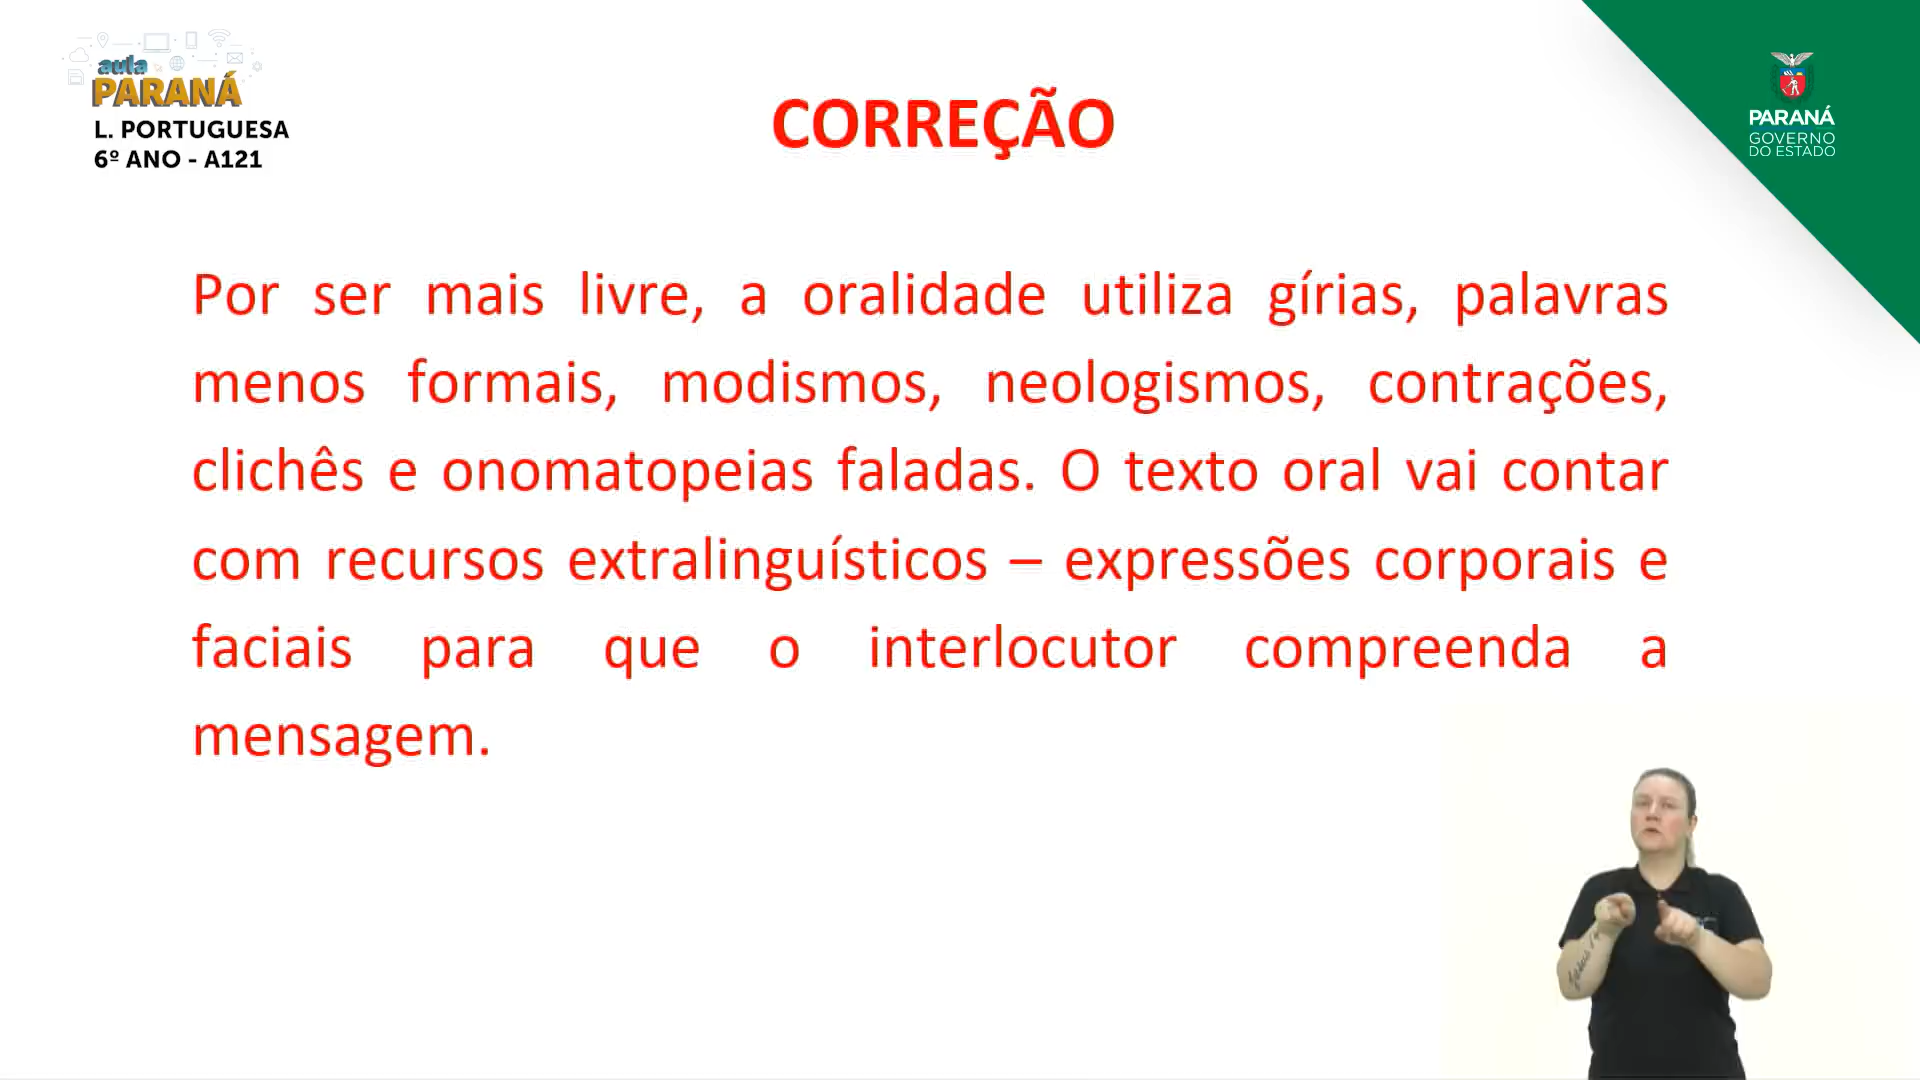 aula
PARANÁ
L. PORTUGUESA
6º ANO - A121
CORREÇÃO
PARANÁ
GOVERNO
DO ESTADO
Por ser mais livre, a oralidade utiliza gírias, palavras
menos formais, modismos, neologismos, contrações,
clichês e onomatopeias faladas. O texto oral vai contar
com recursos extralinguísticos – expressões corporais e
faciais para que o interlocutor compreenda a
mensagem.